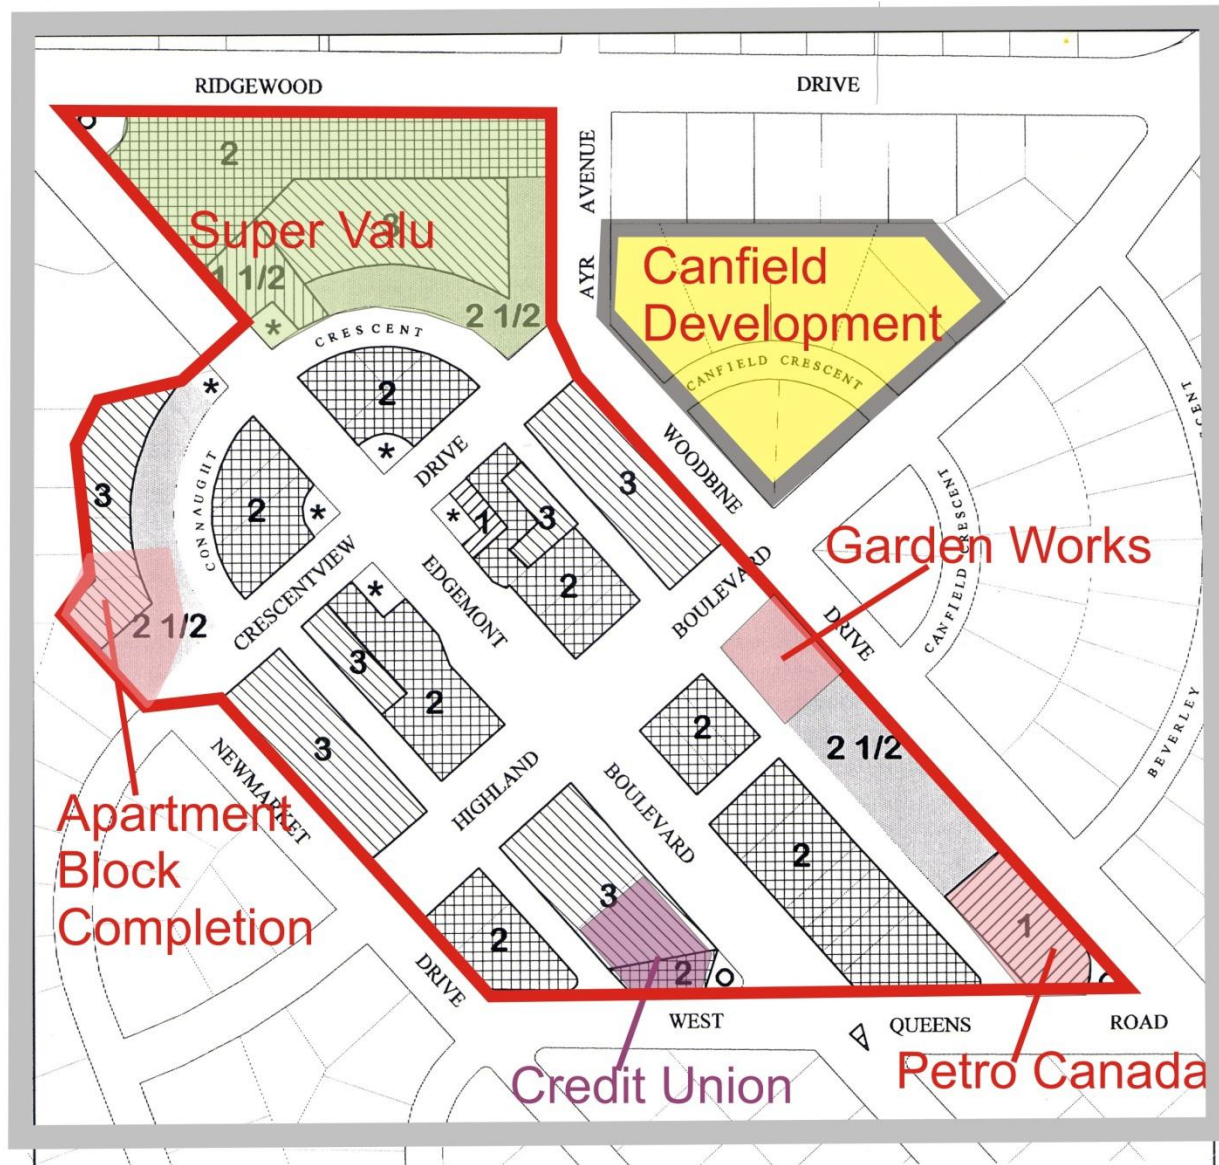 RIDGEWOOD
DRIVE
AVENUE
AYR
2
3
Super Valu
1 1/2
*
2 1/2
Canfield
Development
CANFIELD CRESCENT
CRESCENT
2
*
*
CONNAUGHT
2
*
3
2 1/2
DRIVE
CRESCENTVIEW
EDGEMONT
*
1
3
2
3
WOODBINE
DRIVE
BOULEVARD
Garden Works
CANFIELD CRESCENT
CENT
BEVERLEY
*
3
2
3
NEWMARKET
DRIVE
Apartment
Block
Completion
HIGHLAND
BOULEVARD
2
2 1/2
2
3
2
2
1
WEST
QUEENS
ROAD
Credit Union
Petro Canada